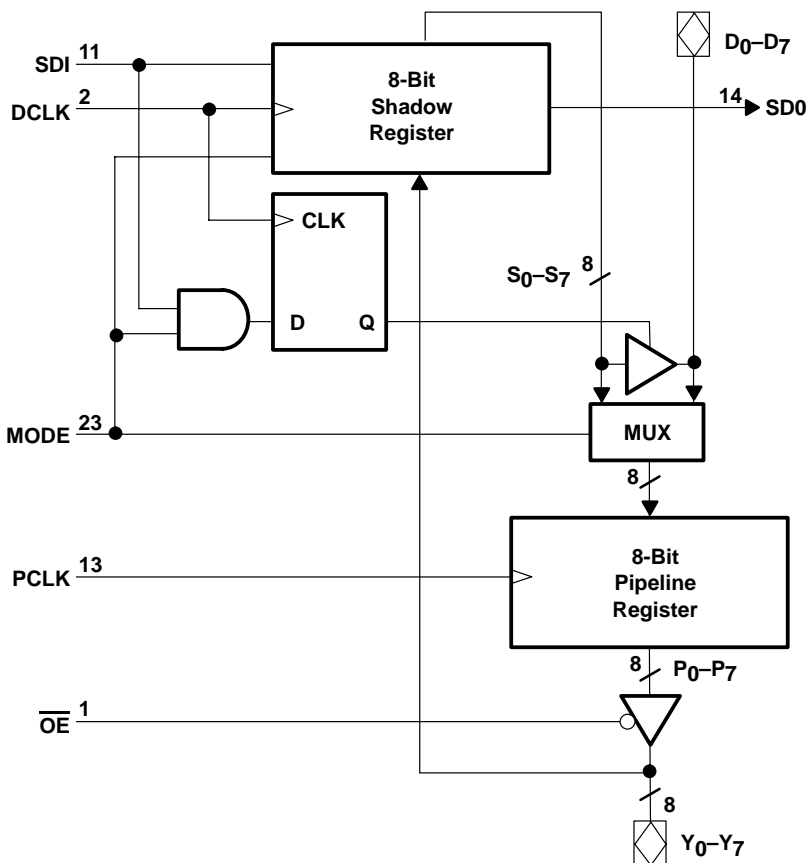 D₀–D₇
SDI 11
8-Bit
Shadow
Register
DCLK 2
14 SD0
CLK
S₀–S₇ 8
D Q
MODE 23
MUX
8
PCLK 13
8-Bit
Pipeline
Register
8 P₀–P₇
OE 1
8
Y₀–Y₇